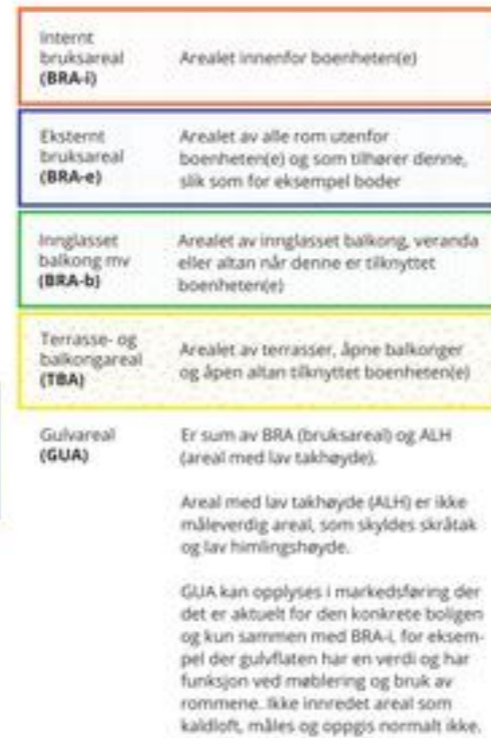 Internt
bruksareal
(BRA-i)
Arealet innenfor boenheten(e)
Eksternt
bruksareal
(BRA-e)
Arealet av alle rom utenfor
boenheten(e) og som tilhører denne,
slik som for eksempel boder
Innglasset
balkong mv
(BRA-b)
Arealet av innglasset balkong, veranda
eller altan når denne er tilknyttet
boenheten(e)
Terrasse- og
balkongareal
(TBA)
Arealet av terrasser, åpne balkonger
og åpen altan tilknyttet boenheten(e)
Gulvareal
(GUA)
Er sum av BRA (bruksareal) og ALH
(areal med lav takhøyde).
Areal med lav takhøyde (ALH) er ikke
måleverdig areal, som skyldes skråtak
og lav himlingshøyde.
GUA kan opplyses i markedsføring der
det er aktuelt for den konkrete boligen
og kun sammen med BRA-i, for eksem-
pel der gulvflaten har en verdi og har
funksjon ved møblering og bruk av
rommene. Ikke innredet areal som
kaldloft, måles og oppgis normalt ikke.